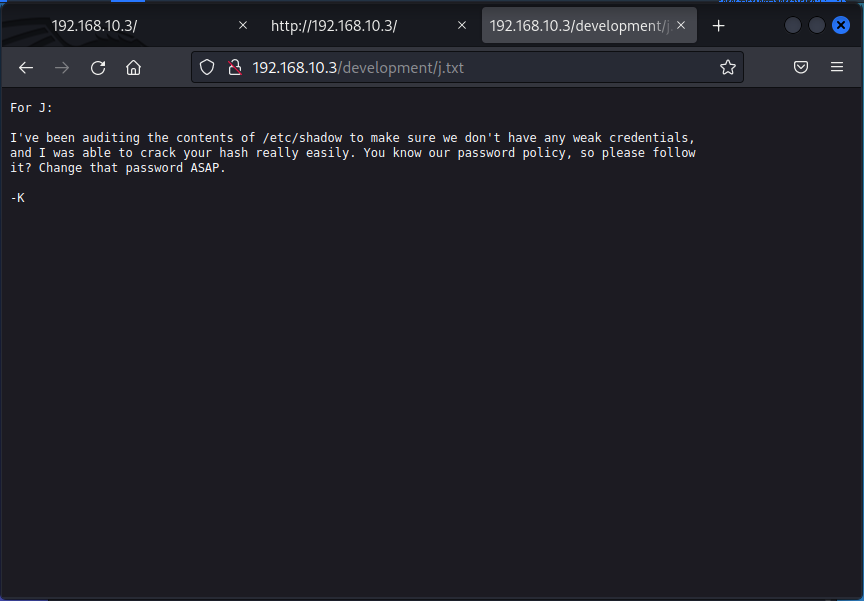 192.168.10.3/
http://192.168.10.3/
192.168.10.3/development/j.
192.168.10.3/development/j.txt
For J:
I've been auditing the contents of /etc/shadow to make sure we don't have any weak credentials,
and I was able to crack your hash really easily. You know our password policy, so please follow
it? Change that password ASAP.
-K